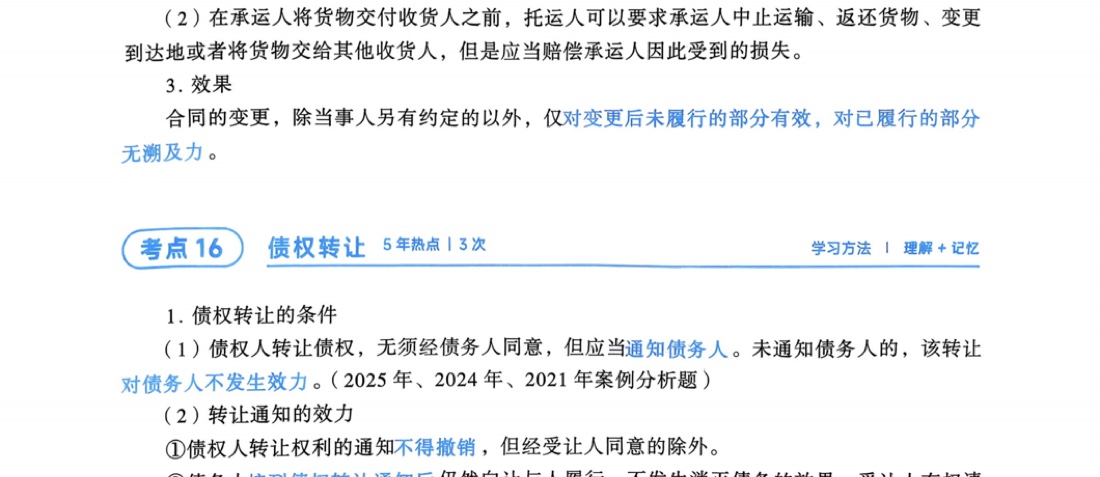 （2）在承运人将货物交付收货人之前，托运人可以要求承运人中止运输、返还货物、变更
到达地或者将货物交给其他收货人，但是应当赔偿承运人因此受到的损失。
3. 效果
合同的变更，除当事人另有约定的以外，仅对变更后未履行的部分有效，对已履行的部分
无溯及力。
考点 16 债权转让 5 年热点 | 3 次 学习方法 | 理解 + 记忆
1. 债权转让的条件
（1）债权人转让债权，无须经债务人同意，但应当通知债务人。未通知债务人的，该转让
对债务人不发生效力。（2025 年、2024 年、2021 年案例分析题）
（2）转让通知的效力
①债权人转让权利的通知不得撤销，但经受让人同意的除外。